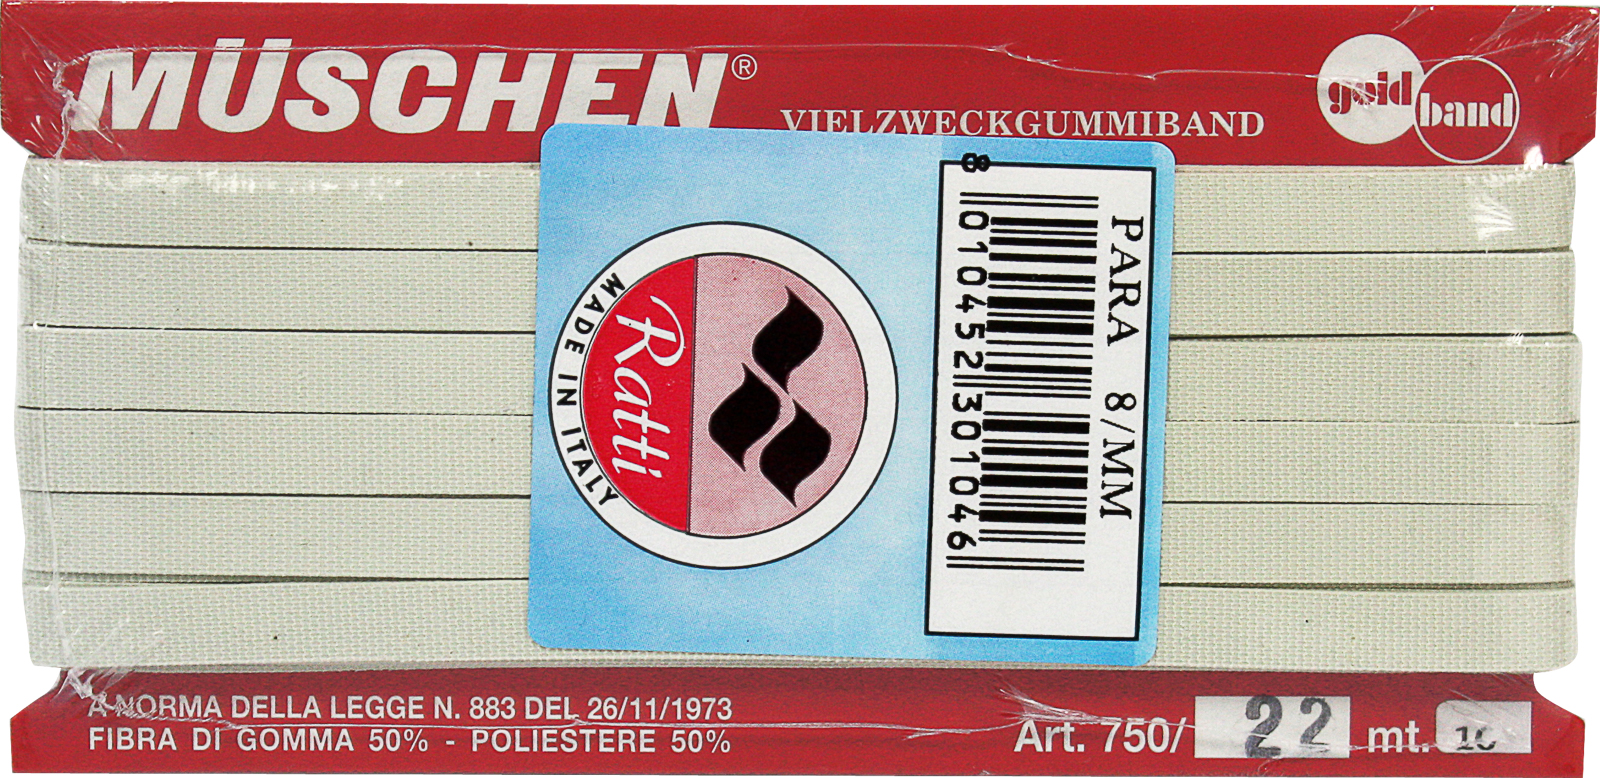 MÜSCHEN®
VIELZWECKGUMMIBAND
gold
band
PARA 8/MM
8 010452 301046
Ratti
MADE IN ITALY
A NORMA DELLA LEGGE N. 883 DEL 26/11/1973
FIBRA DI GOMMA 50% - POLIESTERE 50%
Art. 750/ 22 mt. 10